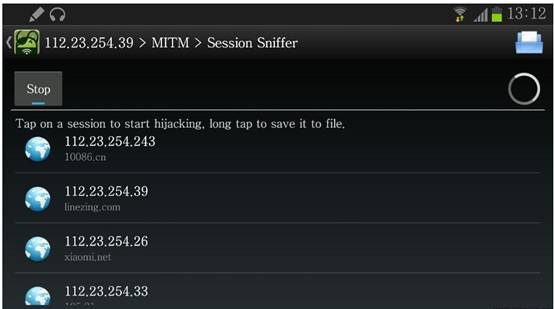 13:12
112.23.254.39 > MITM > Session Sniffer
Stop
Tap on a session to start hijacking, long tap to save it to file.
112.23.254.243
10086.cn
112.23.254.39
linezing.com
112.23.254.26
xiaomi.net
112.23.254.33